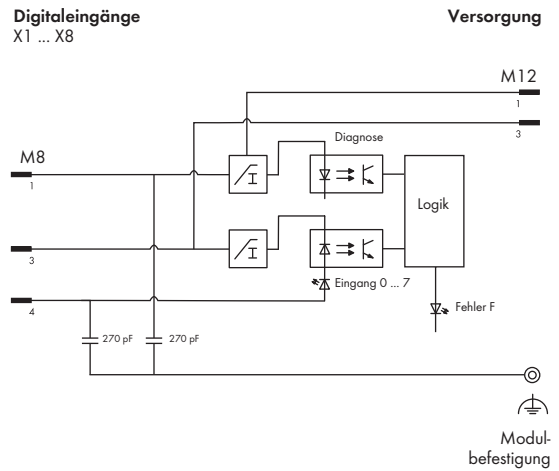 Digitaleingänge
X1 ... X8
Versorgung
M12
1
3
Diagnose
M8
1
I
Logik
3
I
Eingang 0 ... 7
4
Fehler F
270 pF
270 pF
Modul-
befestigung